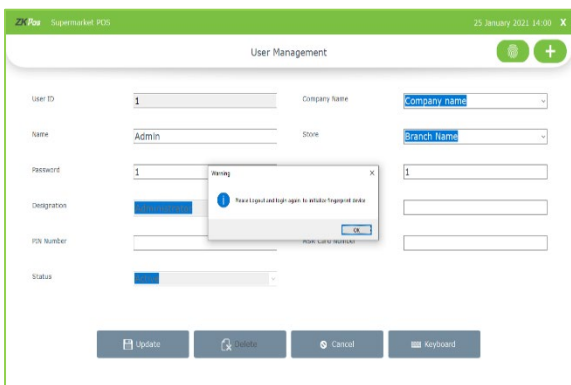 ZKPos Supermarket POS 25 January 2021 14:00 X
User Management
User ID 1 Company Name Company name
Name Admin Store Branch Name
Password 1 1
Warning X
Please Logout and login again to initialize fingerprint device
OK
Designation
PIN Number Card Number
Status
Update Delete Cancel Keyboard